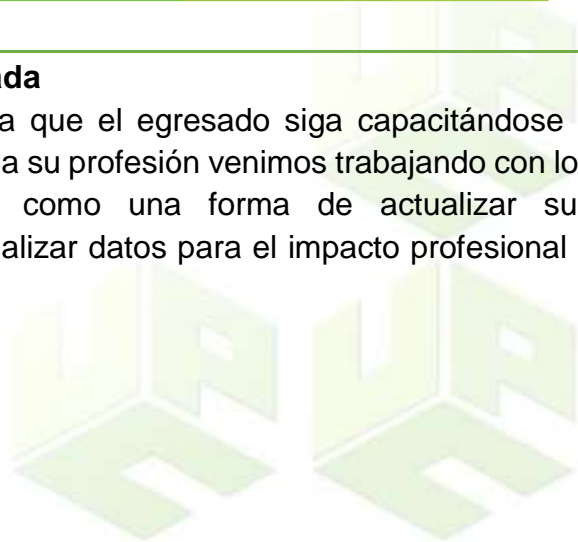 ada
a que el egresado siga capacitándose
a su profesión venimos trabajando con lo
como una forma de actualizar su
alizar datos para el impacto profesional